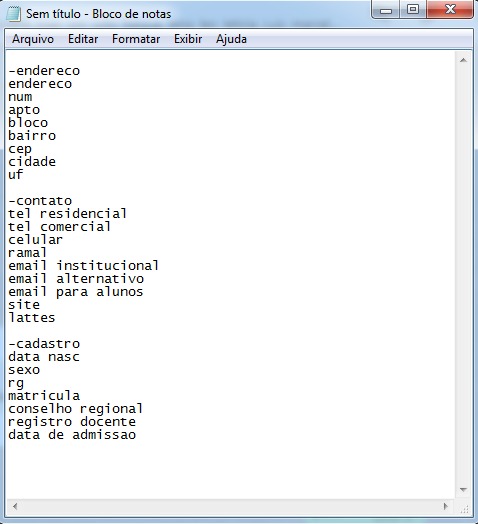 Sem título - Bloco de notas
Arquivo Editar Formatar Exibir Ajuda
-endereco
endereco
num
apto
bloco
bairro
cep
cidade
uf
-contato
tel residencial
tel comercial
celular
ramal
email institucional
email alternativo
email para alunos
site
lattes
-cadastro
data nasc
sexo
rg
matricula
conselho regional
registro docente
data de admissao